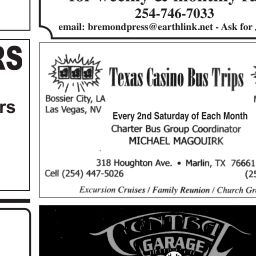 254-746-7033
email: bremondpress@earthlink.net - Ask for
RS
rs
Texas Casino Bus Trips
Bossier City, LA
Las Vegas, NV
Every 2nd Saturday of Each Month
Charter Bus Group Coordinator
MICHAEL MAGOUIRK
318 Houghton Ave. • Marlin, TX 76661
Cell (254) 447-5026 (25
Excursion Cruises / Family Reunion / Church Gr
CENTRAL
GARAGE